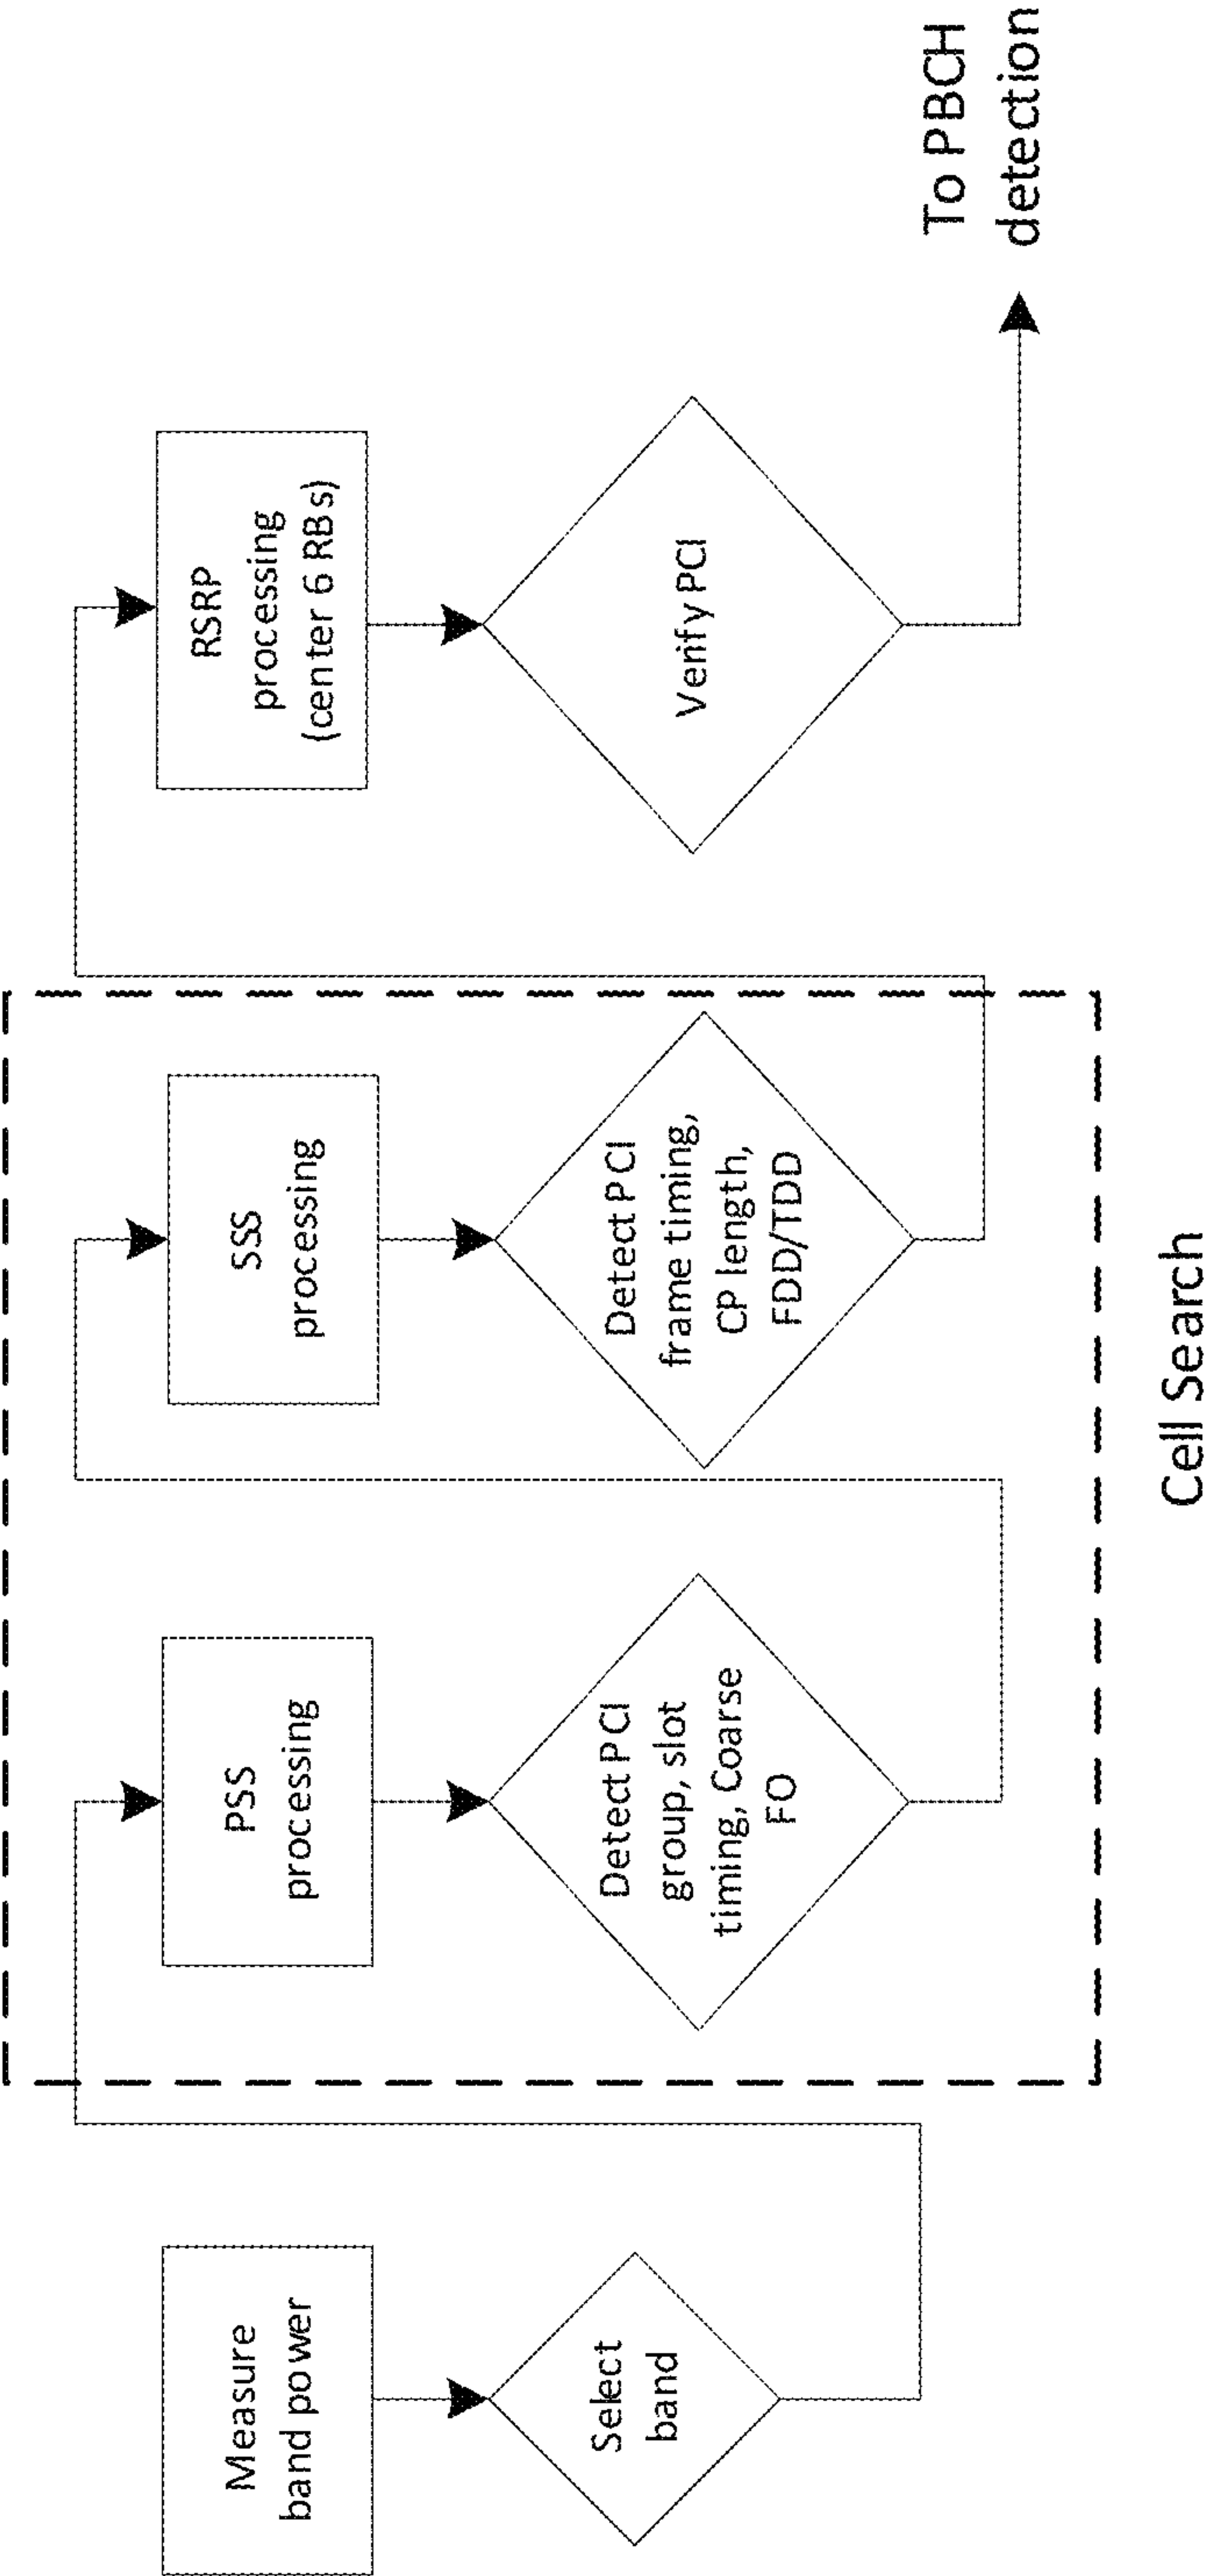 Measure
band power
Select
band
PSS
processing
Detect PCI
group, slot
timing, Coarse
FO
SSS
processing
Detect PCI
frame timing,
CP length,
FDD/TDD
Cell Search
RSRP
processing
(center 6 RBs)
Verify PCI
To PBCH
detection